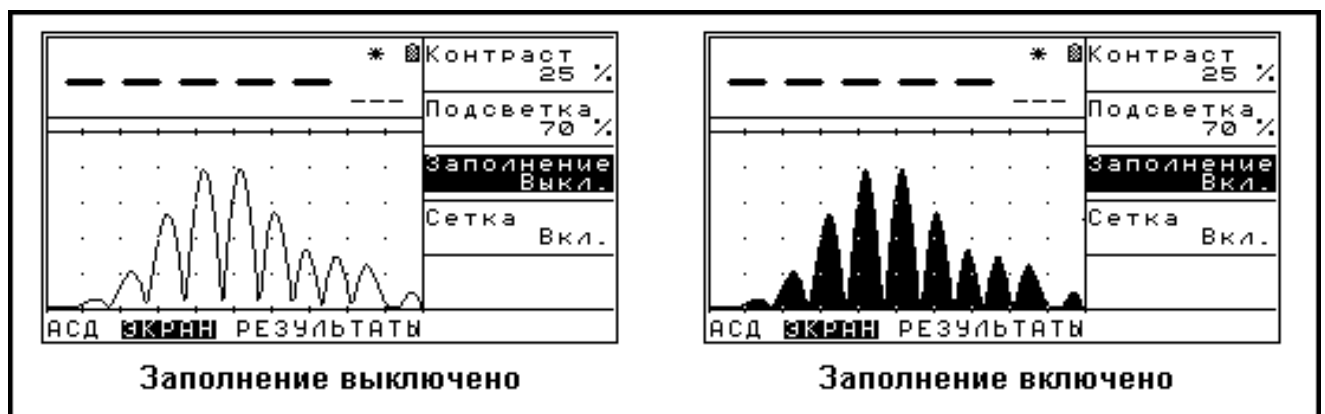 Контраст
25 %
Подсветка
70 %
Заполнение
Выкл.
Сетка
Вкл.
АСД ЭКРАН РЕЗУЛЬТАТЫ
Заполнение выключено
Контраст
25 %
Подсветка
70 %
Заполнение
Вкл.
Сетка
Вкл.
АСД ЭКРАН РЕЗУЛЬТАТЫ
Заполнение включено